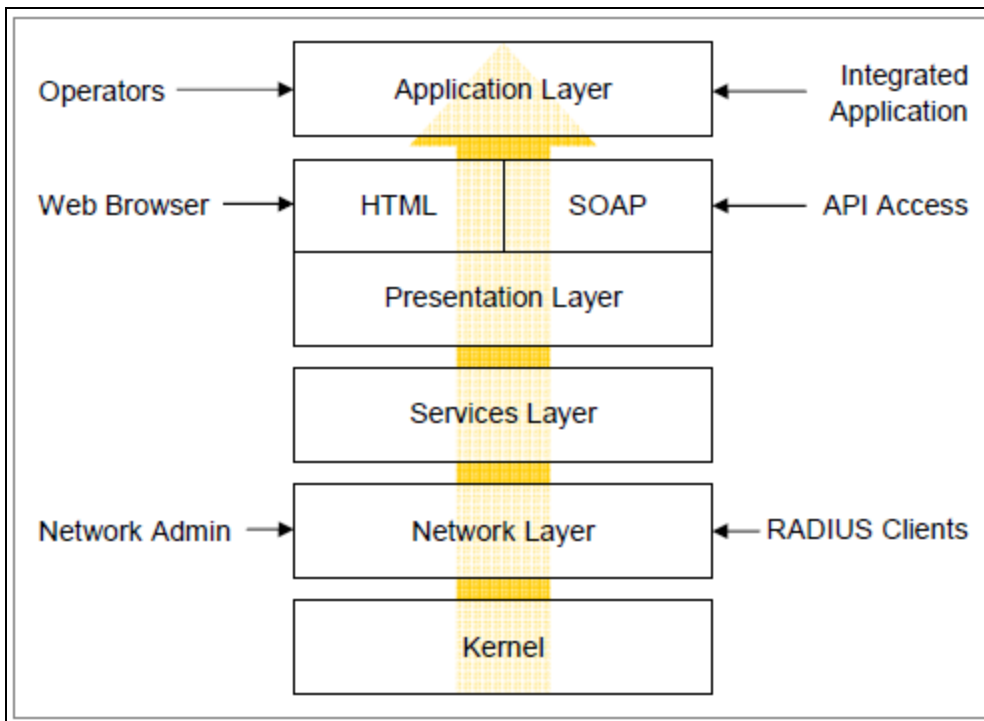 Operators
Application Layer
Integrated
Application
Web Browser
HTML
SOAP
API Access
Presentation Layer
Services Layer
Network Admin
Network Layer
RADIUS Clients
Kernel